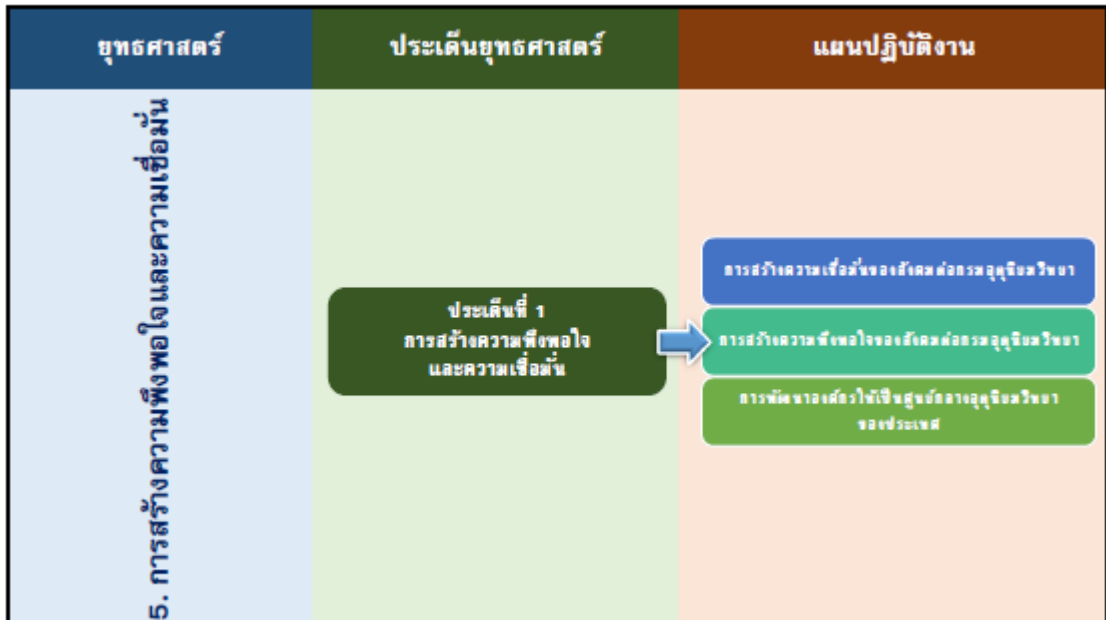 ยุทธศาสตร์
ประเด็นยุทธศาสตร์
แผนปฏิบัติงาน
5. การสร้างความพึงพอใจและความเชื่อมั่น
ประเด็นที่ 1
การสร้างความพึงพอใจ
และความเชื่อมั่น
การสร้างความเชื่อมั่นของสังคมต่อกรมอุตุนิยมวิทยา
การสร้างความพึงพอใจของสังคมต่อกรมอุตุนิยมวิทยา
การพัฒนาองค์กรให้เป็นศูนย์กลางอุตุนิยมวิทยา
ของประเทศ